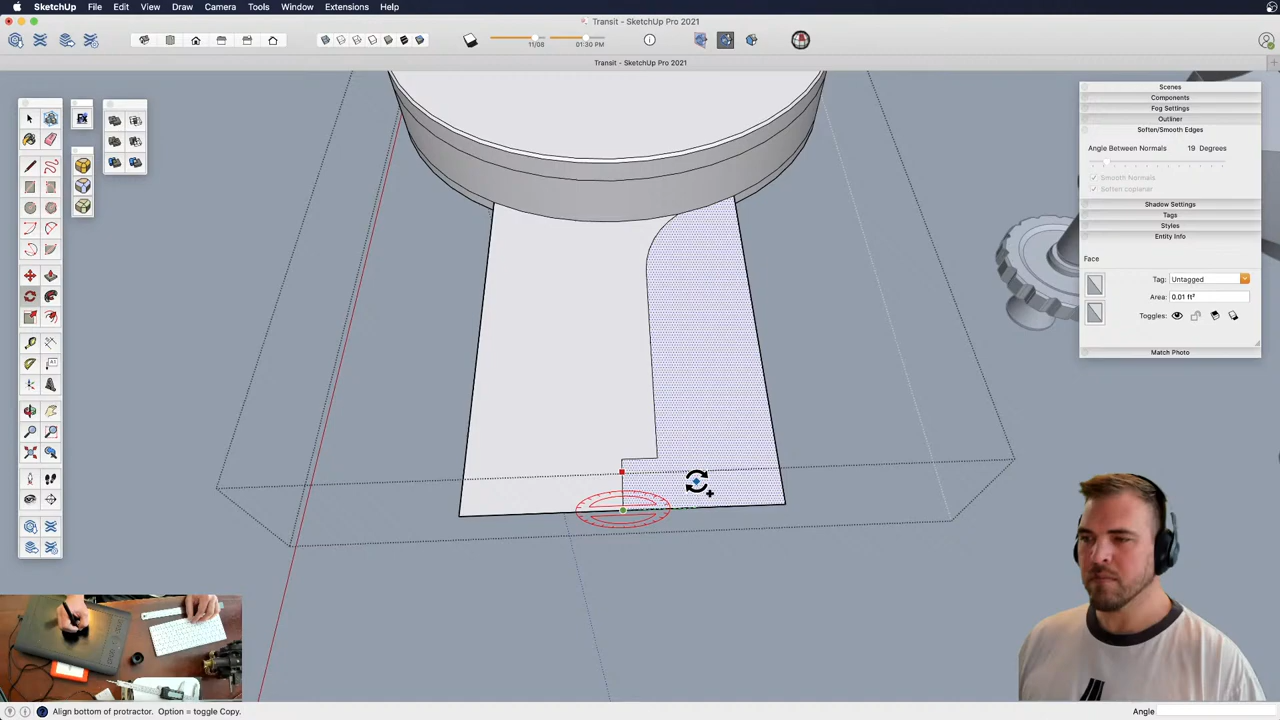 SketchUp File Edit View Draw Camera Tools Window Extensions Help
Transit - SketchUp Pro 2021
11/08 01:30 PM
Transit - SketchUp Pro 2021
Scenes
Components
Fog Settings
Outliner
Soften/Smooth Edges
Angle Between Normals 19 Degrees
Smooth Normals
Soften coplanar
Shadow Settings
Tags
Styles
Entity Info
Face
Tag: Untagged
Area: 0.01 ft²
Toggles:
Match Photo
Align bottom of protractor. Option = toggle Copy.
Angle